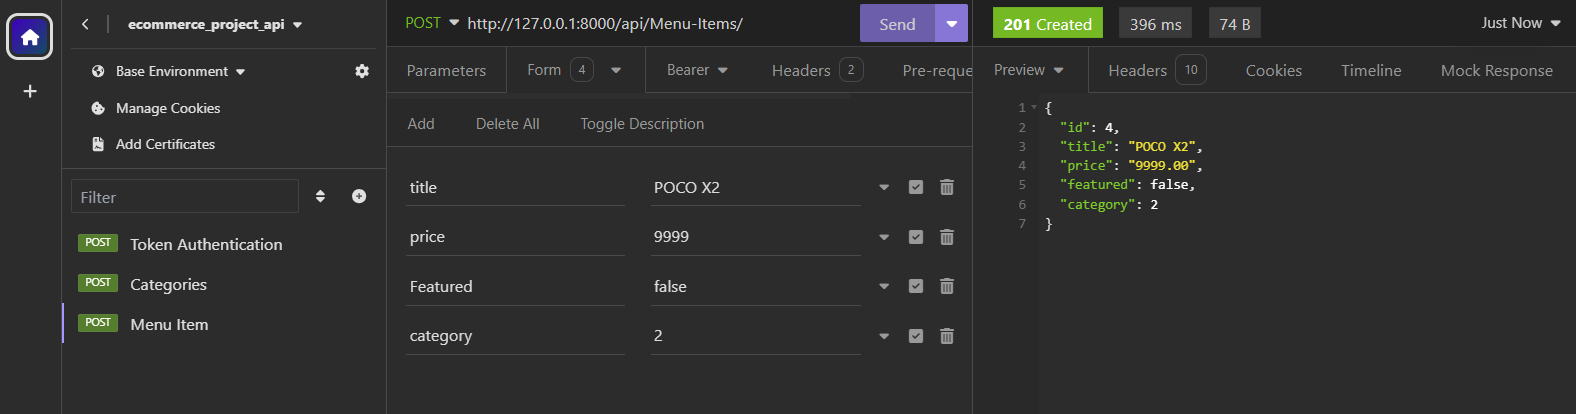 ecommerce_project_api
Base Environment
Manage Cookies
Add Certificates
Filter
POST Token Authentication
POST Categories
POST Menu Item
POST http://127.0.0.1:8000/api/Menu-Items/ Send
Parameters Form 4 Bearer Headers 2 Pre-reque
Add Delete All Toggle Description
title POCO X2
price 9999
Featured false
category 2
201 Created 396 ms 74 B Just Now
Preview Headers 10 Cookies Timeline Mock Response
1 {
2 "id": 4,
3 "title": "POCO X2",
4 "price": "9999.00",
5 "featured": false,
6 "category": 2
7 }